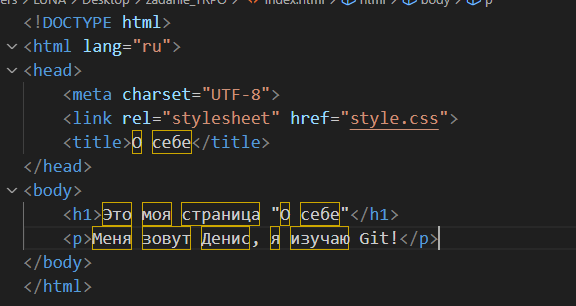 ers > LUNA > Desktop > zadanie_TRPO > index.html > html > body > p
<!DOCTYPE html>
<html lang="ru">
<head>
<meta charset="UTF-8">
<link rel="stylesheet" href="style.css">
<title>О себе</title>
</head>
<body>
<h1>Это моя страница "О себе"</h1>
<p>Меня зовут Денис, я изучаю Git!</p>
</body>
</html>